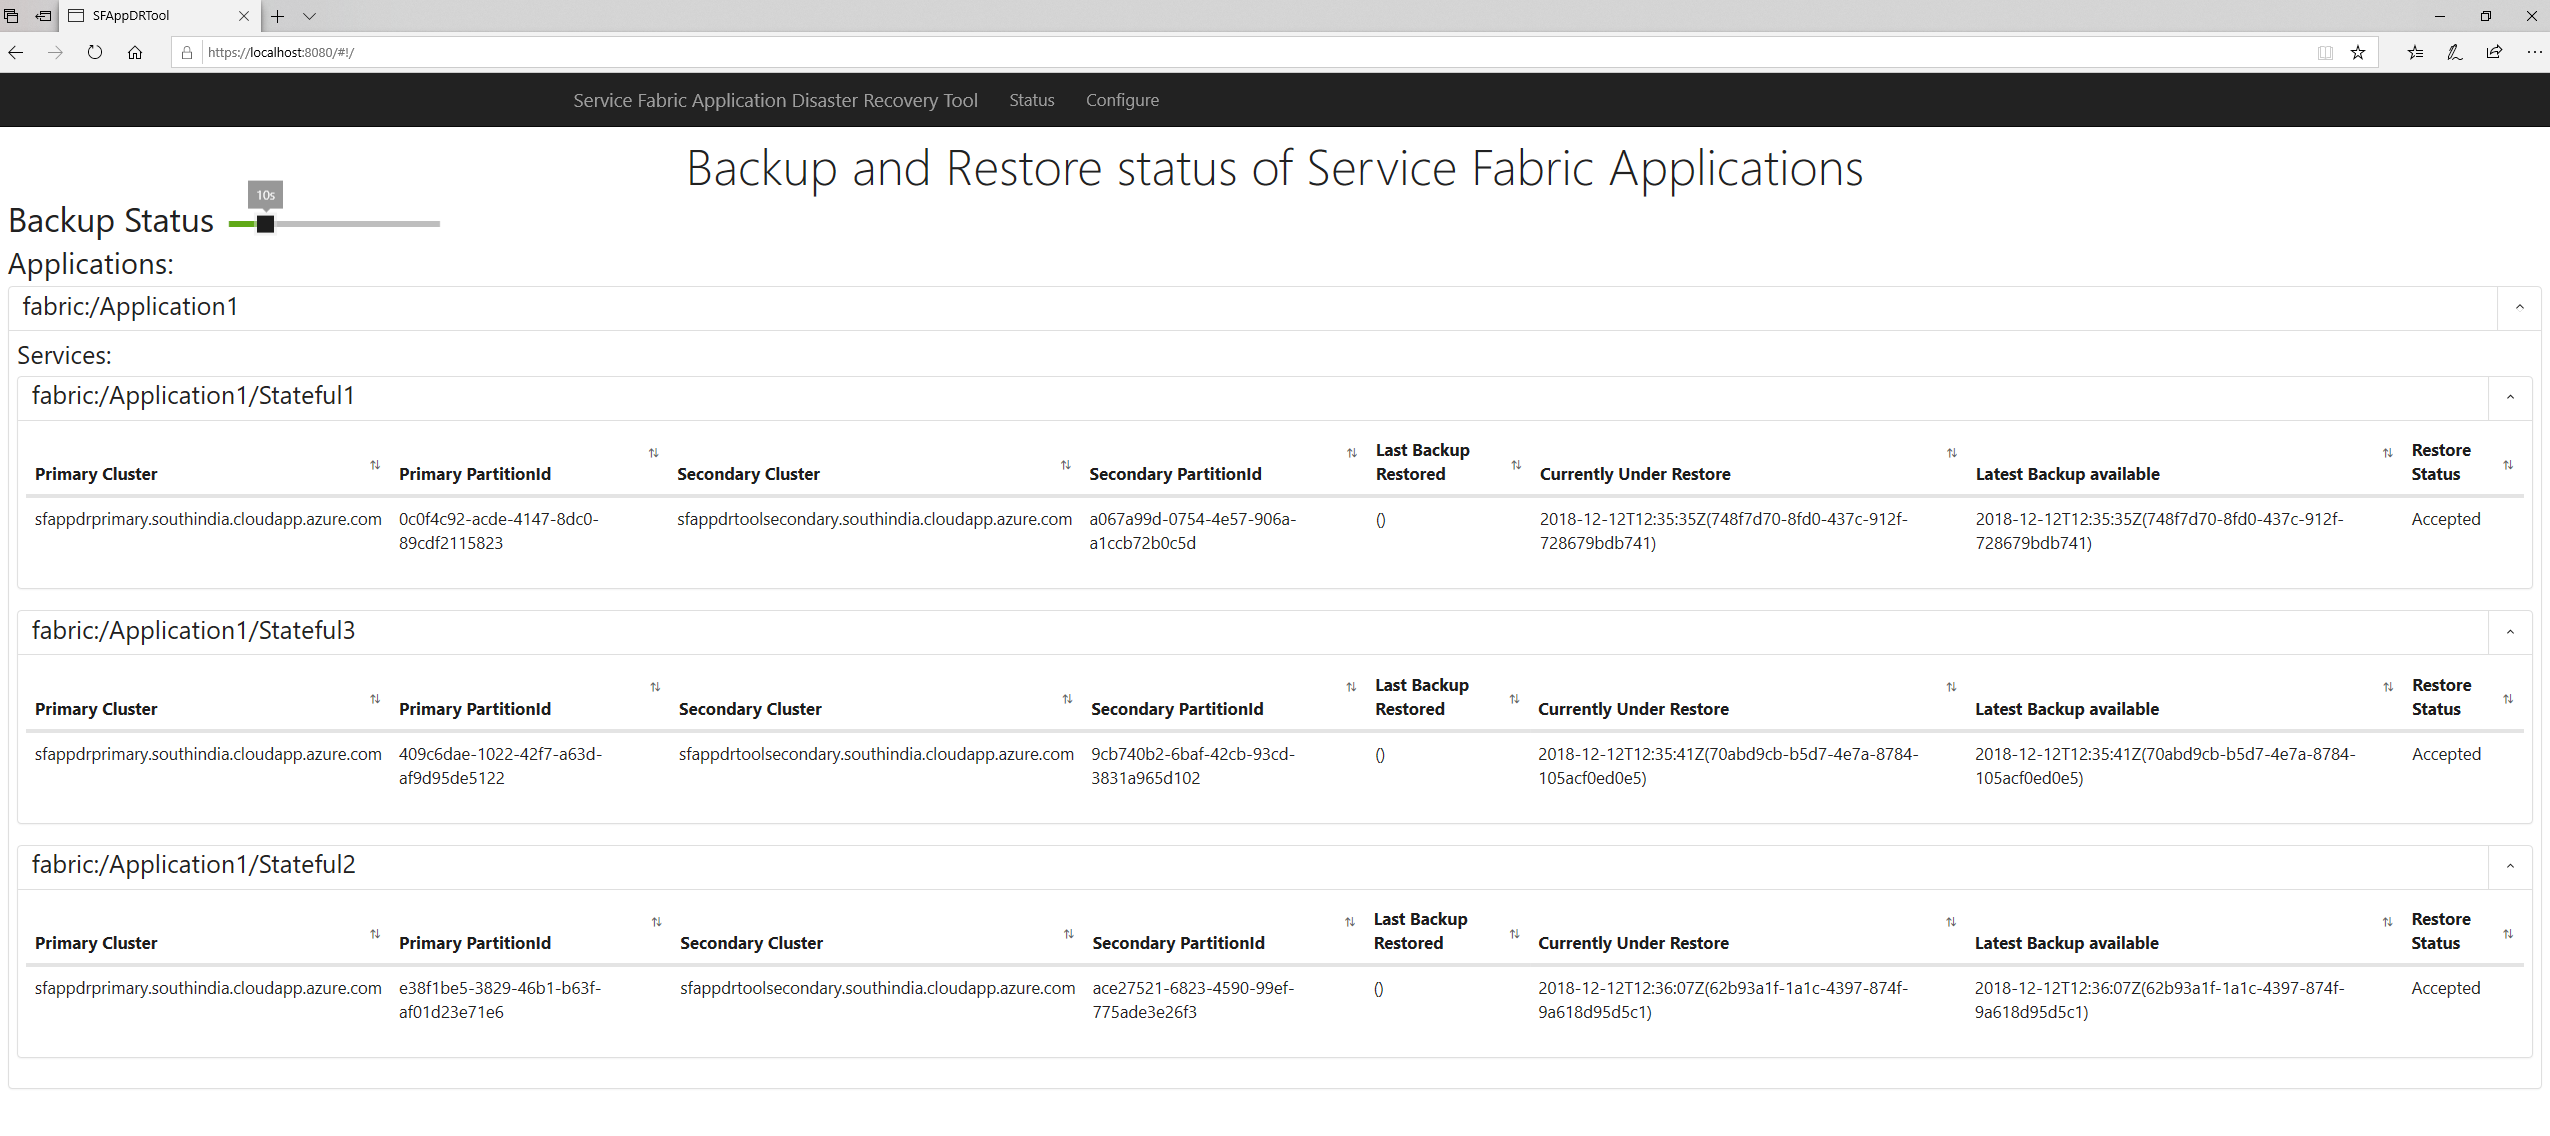 SFAppDRTool
https://localhost:8080/#!/
Service Fabric Application Disaster Recovery Tool Status Configure
Backup and Restore status of Service Fabric Applications
10s
Backup Status
Applications:
fabric:/Application1
Services:
fabric:/Application1/Stateful1
Primary Cluster Primary PartitionId Secondary Cluster Secondary PartitionId Last Backup Restored Currently Under Restore Latest Backup available Restore Status
sfappdrprimary.southindia.cloudapp.azure.com 0c0f4c92-acde-4147-8dc0- sfappdrtoolsecondary.southindia.cloudapp.azure.com a067a99d-0754-4e57-906a- () 2018-12-12T12:35:35Z(748f7d70-8fd0-437c-912f- 2018-12-12T12:35:35Z(748f7d70-8fd0-437c-912f- Accepted
89cdf2115823 a1ccb72b0c5d 728679bdb741) 728679bdb741)
fabric:/Application1/Stateful3
Primary Cluster Primary PartitionId Secondary Cluster Secondary PartitionId Last Backup Restored Currently Under Restore Latest Backup available Restore Status
sfappdrprimary.southindia.cloudapp.azure.com 409c6dae-1022-42f7-a63d- sfappdrtoolsecondary.southindia.cloudapp.azure.com 9cb740b2-6baf-42cb-93cd- () 2018-12-12T12:35:41Z(70abd9cb-b5d7-4e7a-8784- 2018-12-12T12:35:41Z(70abd9cb-b5d7-4e7a-8784- Accepted
af9d95de5122 3831a965d102 105acf0ed0e5) 105acf0ed0e5)
fabric:/Application1/Stateful2
Primary Cluster Primary PartitionId Secondary Cluster Secondary PartitionId Last Backup Restored Currently Under Restore Latest Backup available Restore Status
sfappdrprimary.southindia.cloudapp.azure.com e38f1be5-3829-46b1-b63f- sfappdrtoolsecondary.southindia.cloudapp.azure.com ace27521-6823-4590-99ef- () 2018-12-12T12:36:07Z(62b93a1f-1a1c-4397-874f- 2018-12-12T12:36:07Z(62b93a1f-1a1c-4397-874f- Accepted
af01d23e71e6 775ade3e26f3 9a618d95d5c1) 9a618d95d5c1)